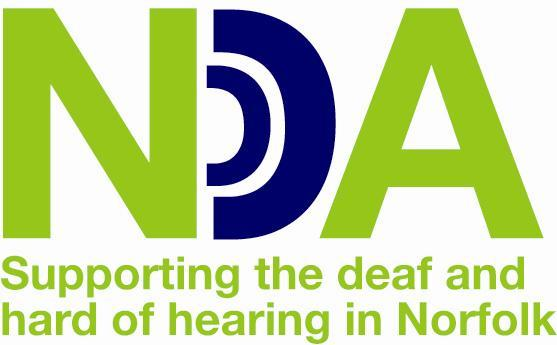 NDA
Supporting the deaf and
hard of hearing in Norfolk